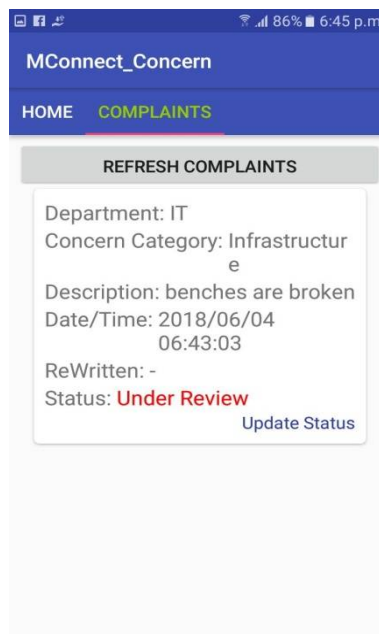 86% 6:45 p.m
MConnect_Concern
HOME COMPLAINTS
REFRESH COMPLAINTS
Department: IT
Concern Category: Infrastructur
e
Description: benches are broken
Date/Time: 2018/06/04
06:43:03
ReWritten: -
Status: Under Review
Update Status